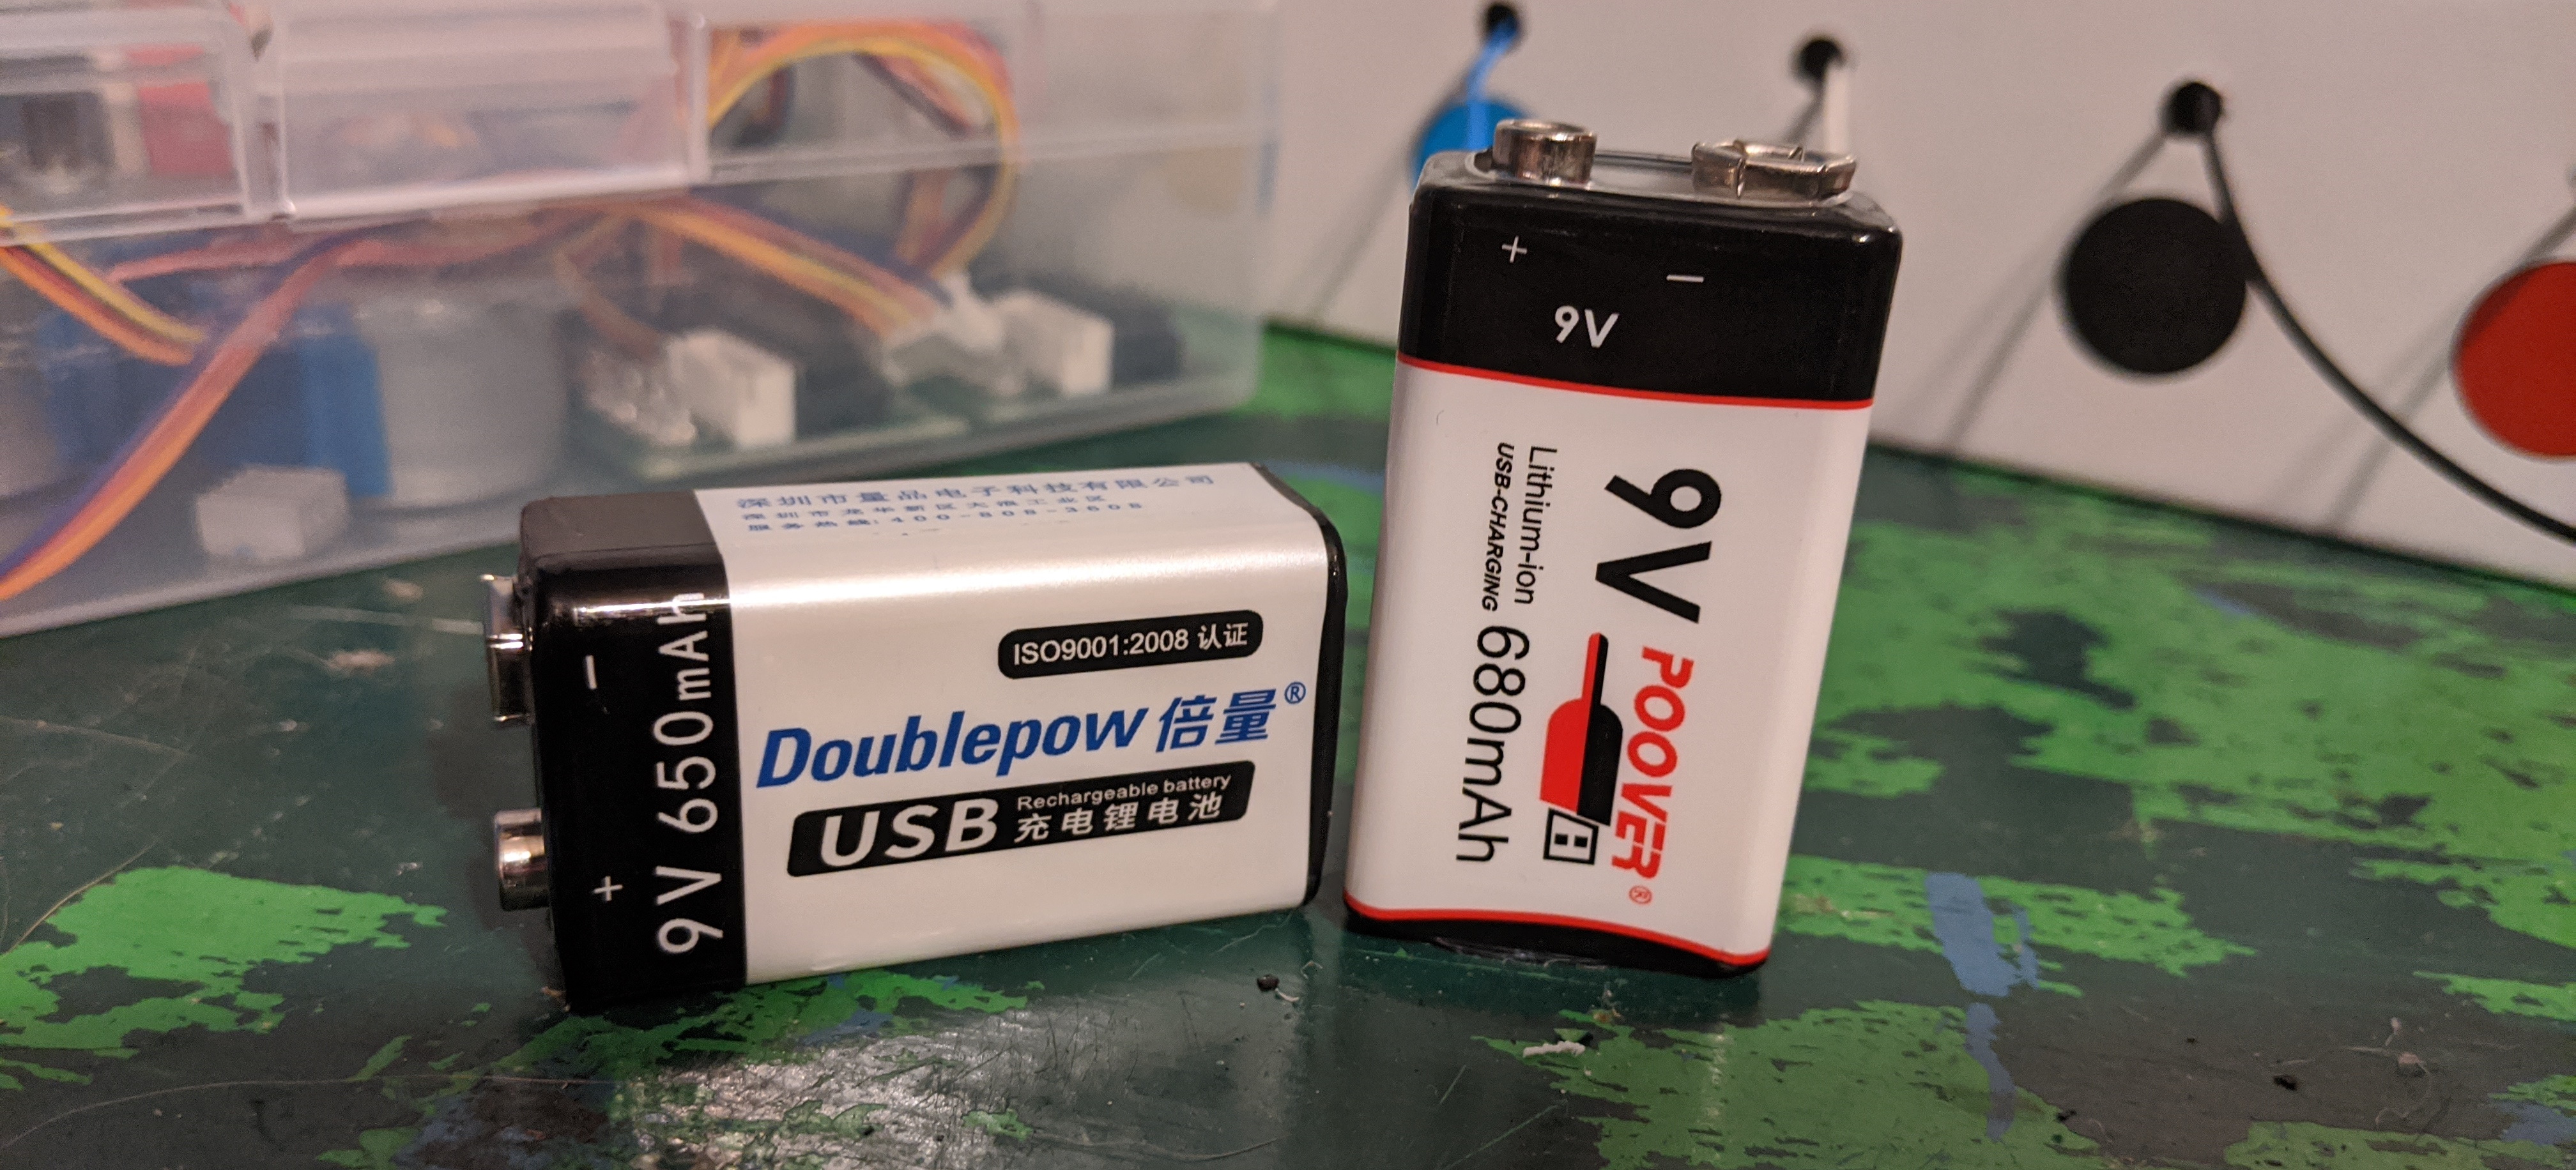 深圳市量品电子科技有限公司
深圳市龙华新区大浪工业区
服务热线:400-808-3608
9V 650mAh
－
+
ISO9001:2008 认证
Doublepow 倍量®
USB Rechargeable battery
充电锂电池
+ －
9V
9V POOVER®
Lithium-ion
USB-CHARGING 680mAh